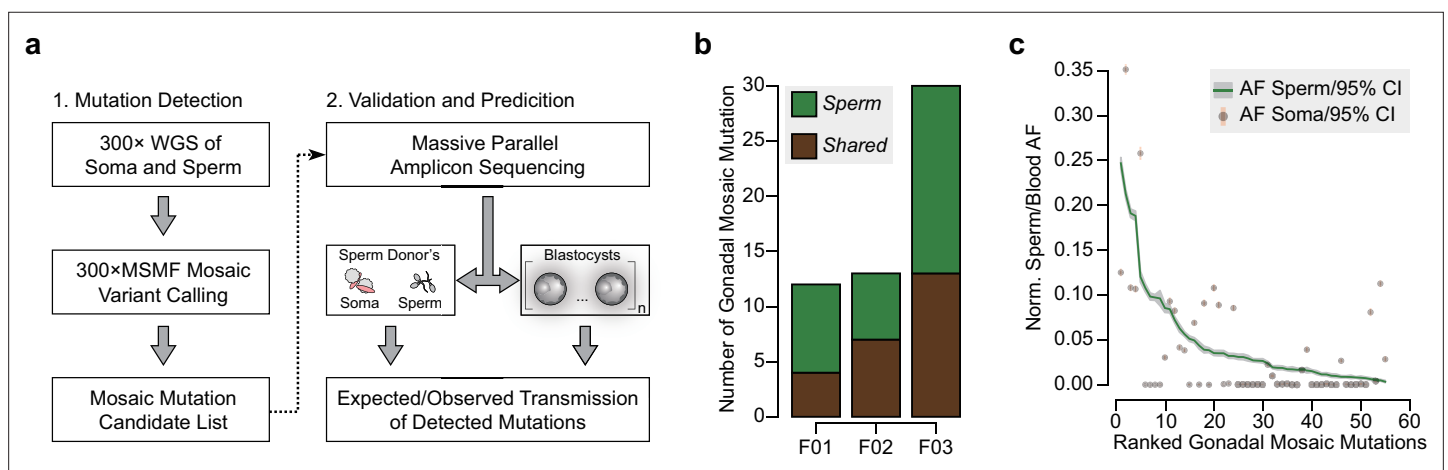 a
1. Mutation Detection
300× WGS of
Soma and Sperm
300×MSMF Mosaic
Variant Calling
Mosaic Mutation
Candidate List
2. Validation and Predicition
Massive Parallel
Amplicon Sequencing
Sperm Donor's
Soma Sperm
Blastocysts
...
n
Expected/Observed Transmission
of Detected Mutations
b
Number of Gonadal Mosaic Mutation
30
25
20
15
10
5
0
Sperm
Shared
F01 F02 F03
c
Norm. Sperm/Blood AF
0.35
0.30
0.25
0.20
0.15
0.10
0.05
0.00
AF Sperm/95% CI
AF Soma/95% CI
0 10 20 30 40 50 60
Ranked Gonadal Mosaic Mutations